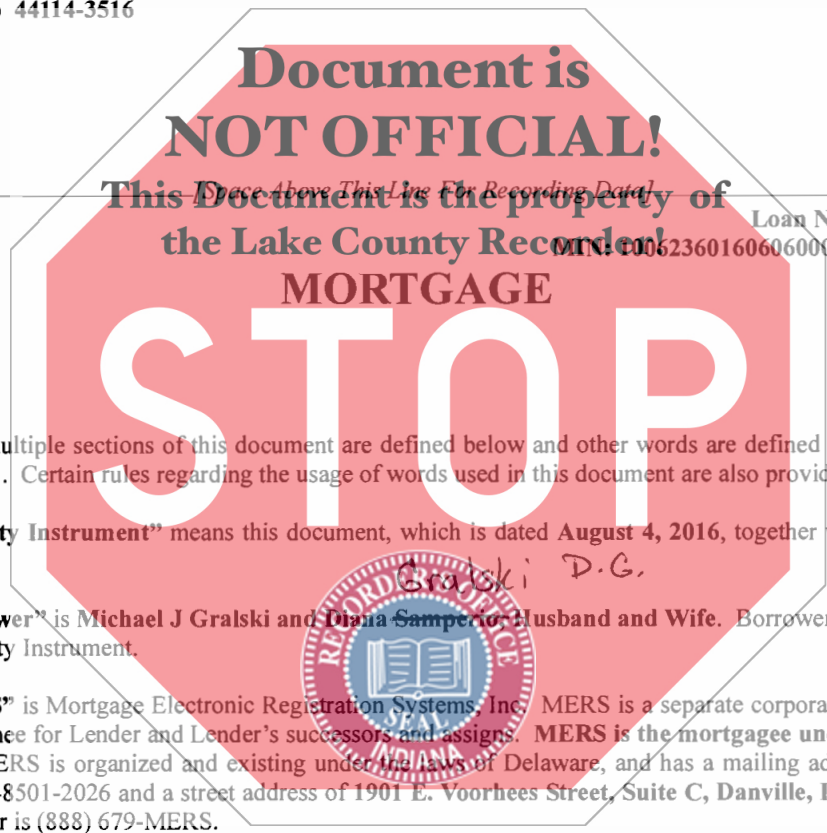 44114-3516
Document is
NOT OFFICIAL!
[Space Above This Line For Recording Data]
This Document is the property of
Loan N
the Lake County Recorder!
MIN: 1006236016060600
MORTGAGE
STOP
ultiple sections of this document are defined below and other words are defined
. Certain rules regarding the usage of words used in this document are also provid
ty Instrument” means this document, which is dated August 4, 2016, together
Gralski D.G.
wer” is Michael J Gralski and Diana Samperio, Husband and Wife. Borrower
ty Instrument.
RECORDER'S OFFICE
SEAL
INDIANA
S” is Mortgage Electronic Registration Systems, Inc. MERS is a separate corpora
ee for Lender and Lender’s successors and assigns. MERS is the mortgagee un
ERS is organized and existing under the laws of Delaware, and has a mailing ad
-8501-2026 and a street address of 1901 E. Voorhees Street, Suite C, Danville, I
r is (888) 679-MERS.